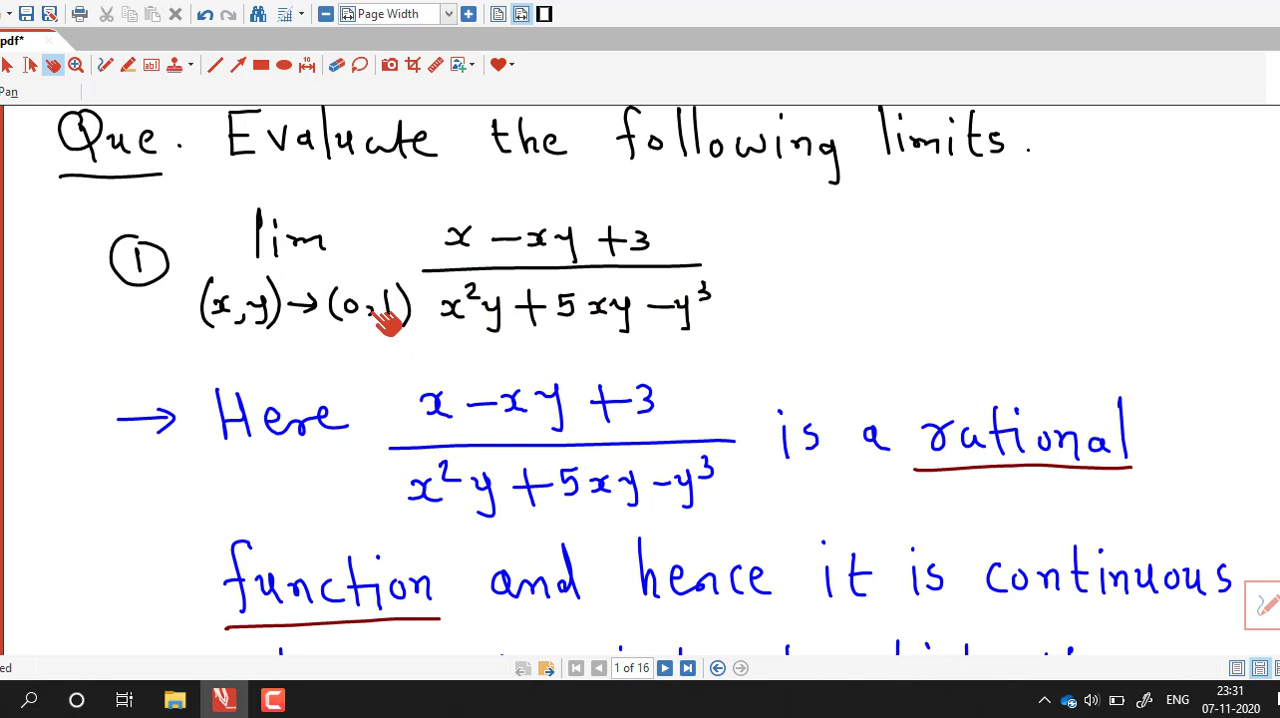 Page Width
pdf*
Pan
Que. Evaluate the following limits.
① lim (x,y)→(0,1) x - xy + 3 / x²y + 5xy - y³
→ Here x - xy + 3 / x²y + 5xy - y³ is a rational
function and hence it is continuous
1 of 16
ENG
23:31
07-11-2020